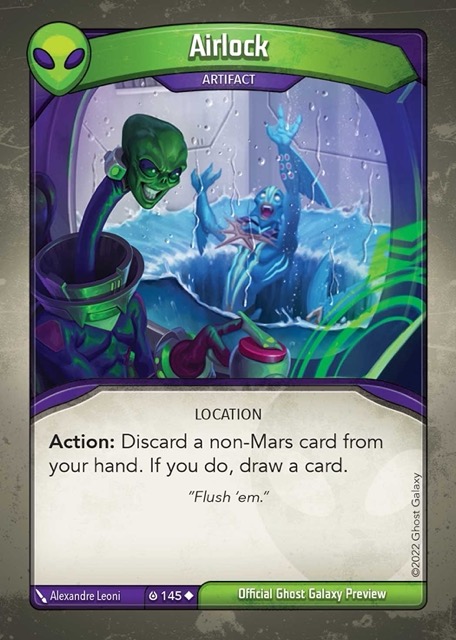 Airlock
ARTIFACT
LOCATION
Action: Discard a non-Mars card from
your hand. If you do, draw a card.
“Flush ‘em.”
©2022 Ghost Galaxy
Alexandre Leoni
145
Official Ghost Galaxy Preview